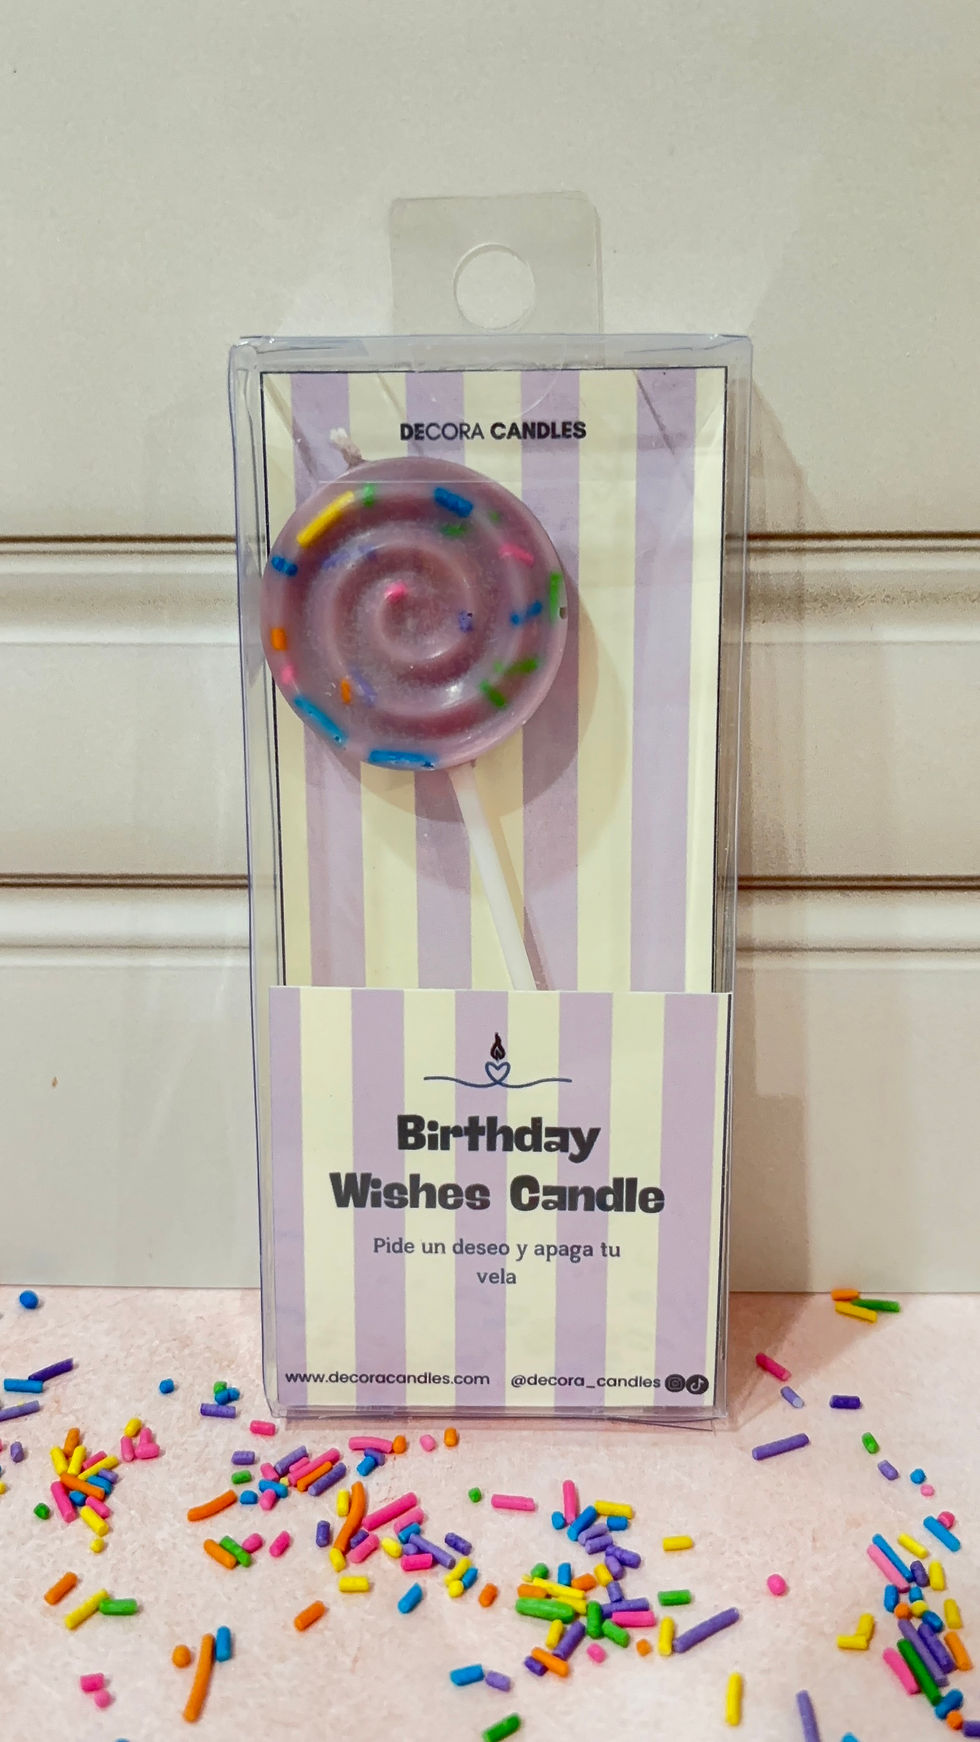 DECORA CANDLES
Birthday
Wishes Candle
Pide un deseo y apaga tu
vela
www.decoracandles.com @decora_candles